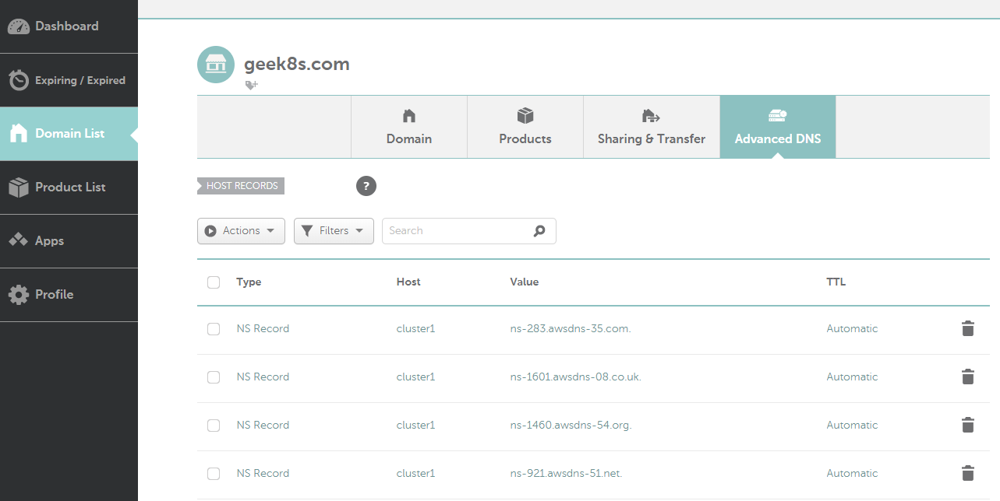 Dashboard
Expiring / Expired
Domain List
Product List
Apps
Profile
geek8s.com
Domain
Products
Sharing & Transfer
Advanced DNS
HOST RECORDS
?
Actions
Filters
Search
Type Host Value TTL
NS Record cluster1 ns-283.awsdns-35.com. Automatic
NS Record cluster1 ns-1601.awsdns-08.co.uk. Automatic
NS Record cluster1 ns-1460.awsdns-54.org. Automatic
NS Record cluster1 ns-921.awsdns-51.net. Automatic